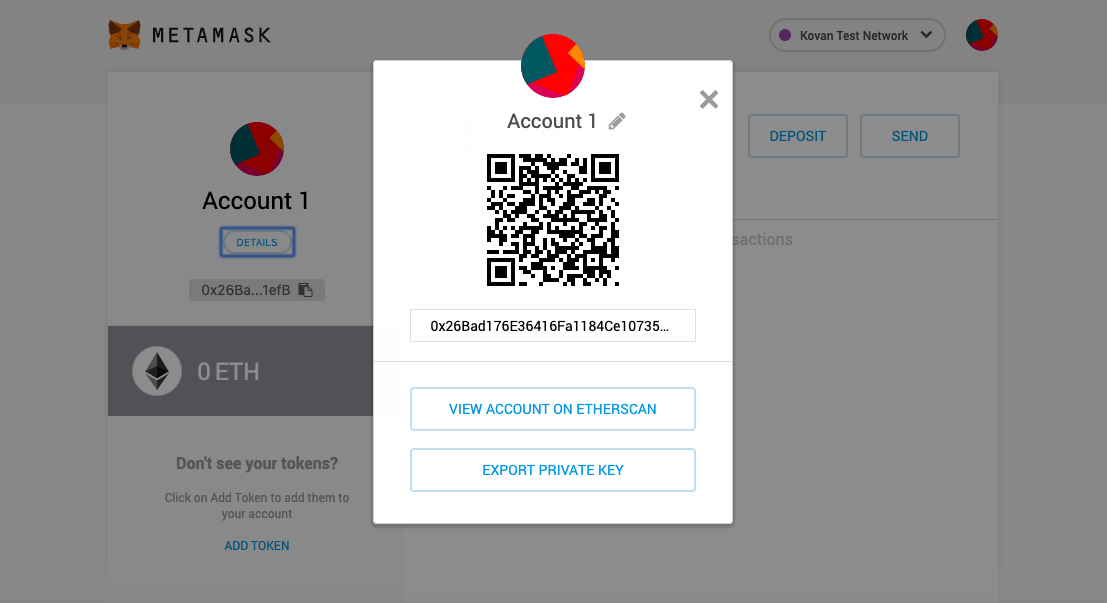 METAMASK
Kovan Test Network
Account 1
DETAILS
0x26Ba...1efB
0 ETH
Don't see your tokens?
Click on Add Token to add them to
your account
ADD TOKEN
Account 1
0x26Bad176E36416Fa1184Ce10735...
VIEW ACCOUNT ON ETHERSCAN
EXPORT PRIVATE KEY
DEPOSIT
SEND
sactions